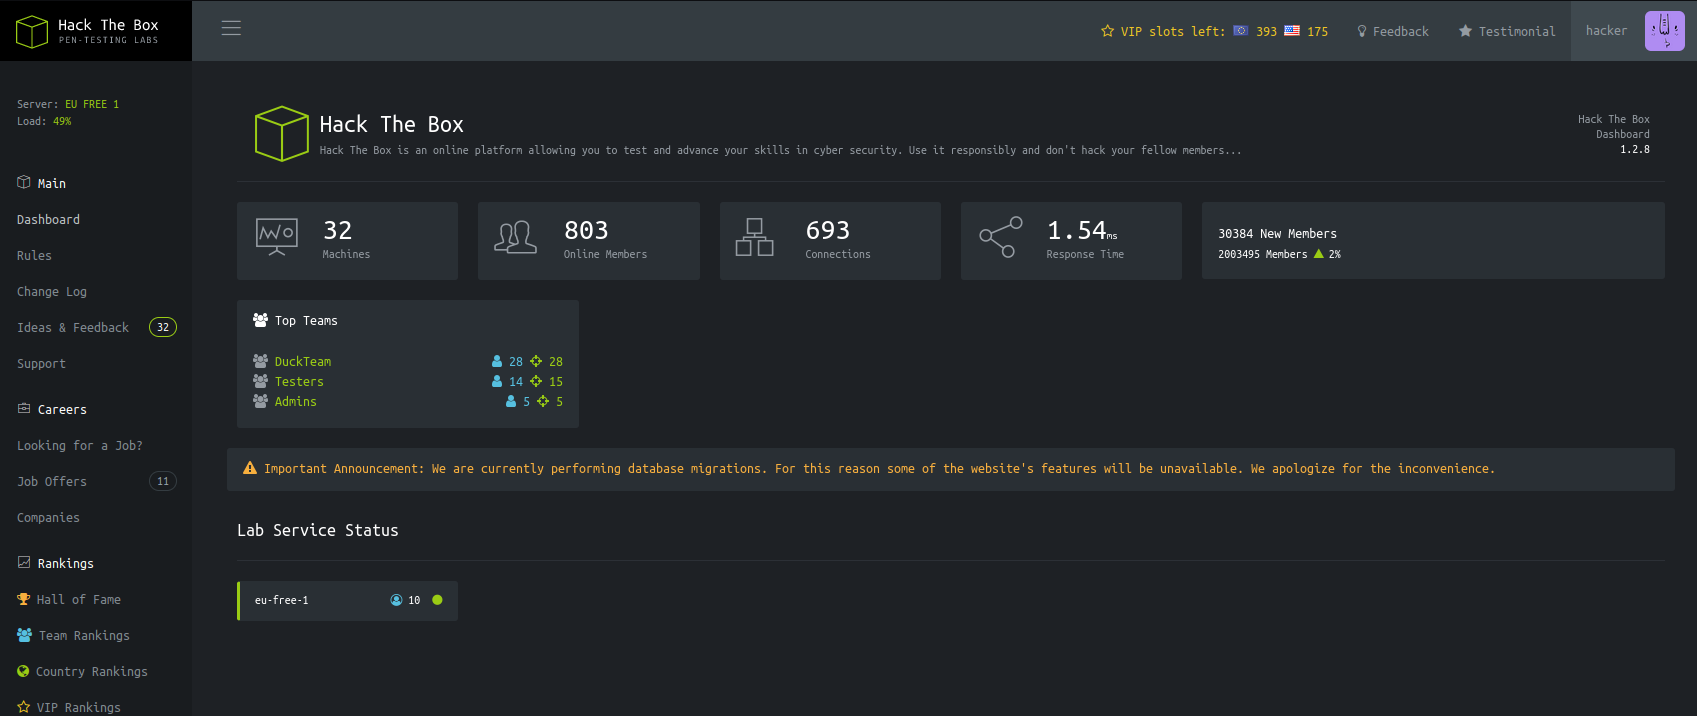 Hack The Box
PEN-TESTING LABS
VIP slots left: 393 175
Feedback
Testimonial
hacker
Server: EU FREE 1
Load: 49%
Main
Dashboard
Rules
Change Log
Ideas & Feedback 32
Support
Careers
Looking for a Job?
Job Offers 11
Companies
Rankings
Hall of Fame
Team Rankings
Country Rankings
VIP Rankings
Hack The Box
Hack The Box is an online platform allowing you to test and advance your skills in cyber security. Use it responsibly and don't hack your fellow members...
Hack The Box
Dashboard
1.2.8
32
Machines
803
Online Members
693
Connections
1.54ms
Response Time
30384 New Members
2003495 Members 2%
Top Teams
DuckTeam 28 28
Testers 14 15
Admins 5 5
Important Announcement: We are currently performing database migrations. For this reason some of the website's features will be unavailable. We apologize for the inconvenience.
Lab Service Status
eu-free-1 10